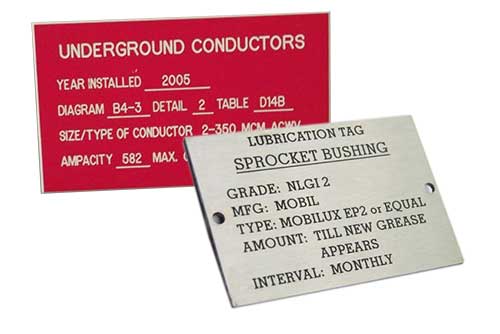 UNDERGROUND CONDUCTORS
YEAR INSTALLED 2005
DIAGRAM B4-3 DETAIL 2 TABLE D14B
SIZE/TYPE OF CONDUCTOR 2-350 MCM ACWV
AMPACITY 582 MAX.
LUBRICATION TAG
SPROCKET BUSHING
GRADE: NLGI 2
MFG: MOBIL
TYPE: MOBILUX EP2 or EQUAL
AMOUNT: TILL NEW GREASE
APPEARS
INTERVAL: MONTHLY